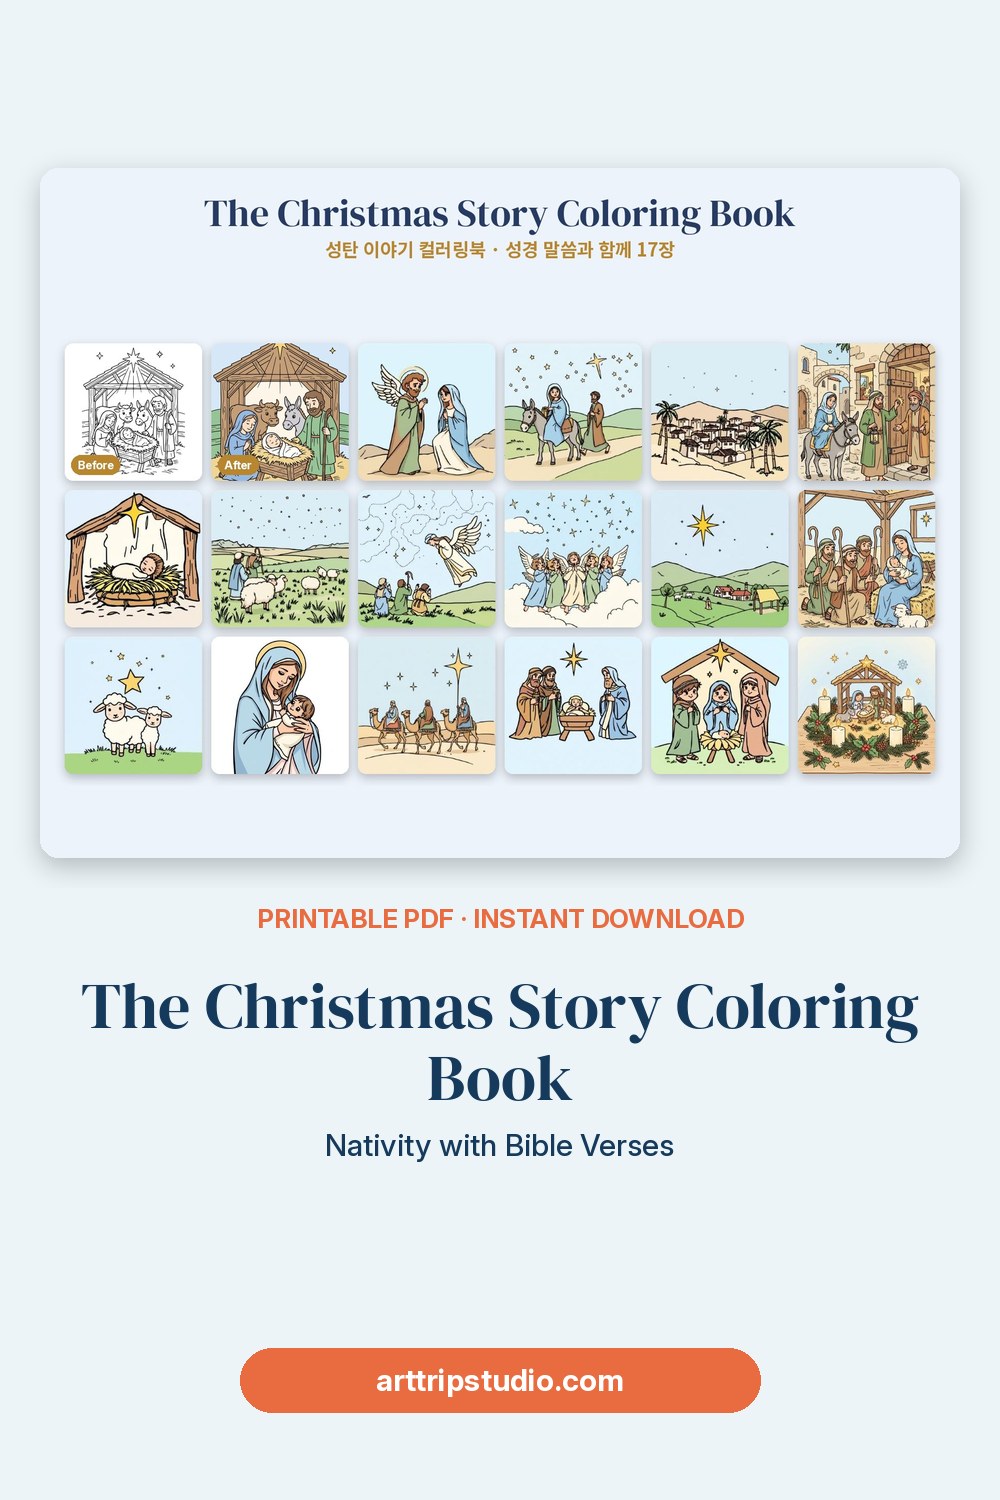 The Christmas Story Coloring Book
성탄 이야기 컬러링북 · 성경 말씀과 함께 17장
Before
After
PRINTABLE PDF · INSTANT DOWNLOAD
The Christmas Story Coloring
Book
Nativity with Bible Verses
arttripstudio.com